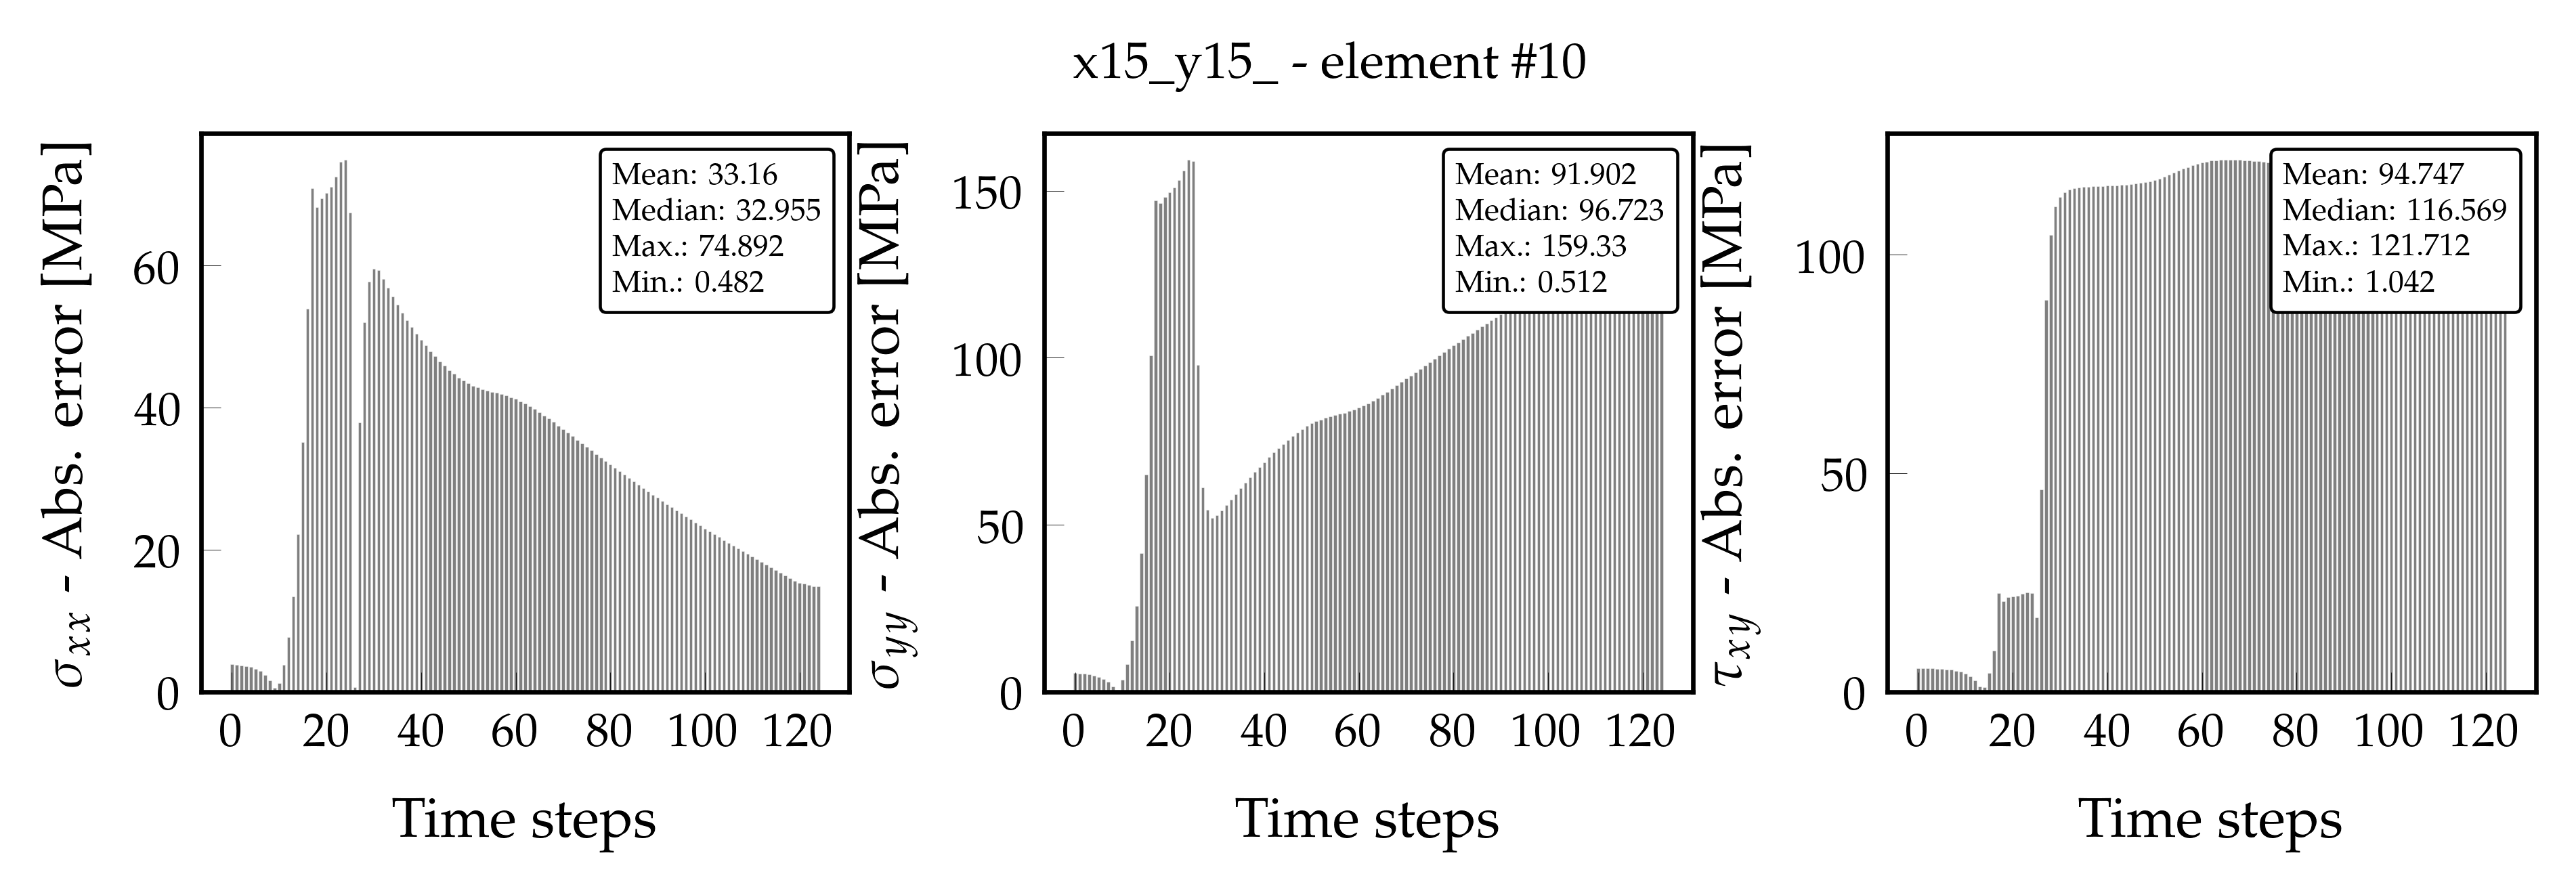 x15_y15_ - element #10
σxx - Abs. error [MPa]
60
40
20
0
Mean: 33.16
Median: 32.955
Max.: 74.892
Min.: 0.482
0 20 40 60 80 100 120
Time steps
σyy - Abs. error [MPa]
150
100
50
0
Mean: 91.902
Median: 96.723
Max.: 159.33
Min.: 0.512
0 20 40 60 80 100 120
Time steps
τxy - Abs. error [MPa]
100
50
0
Mean: 94.747
Median: 116.569
Max.: 121.712
Min.: 1.042
0 20 40 60 80 100 120
Time steps